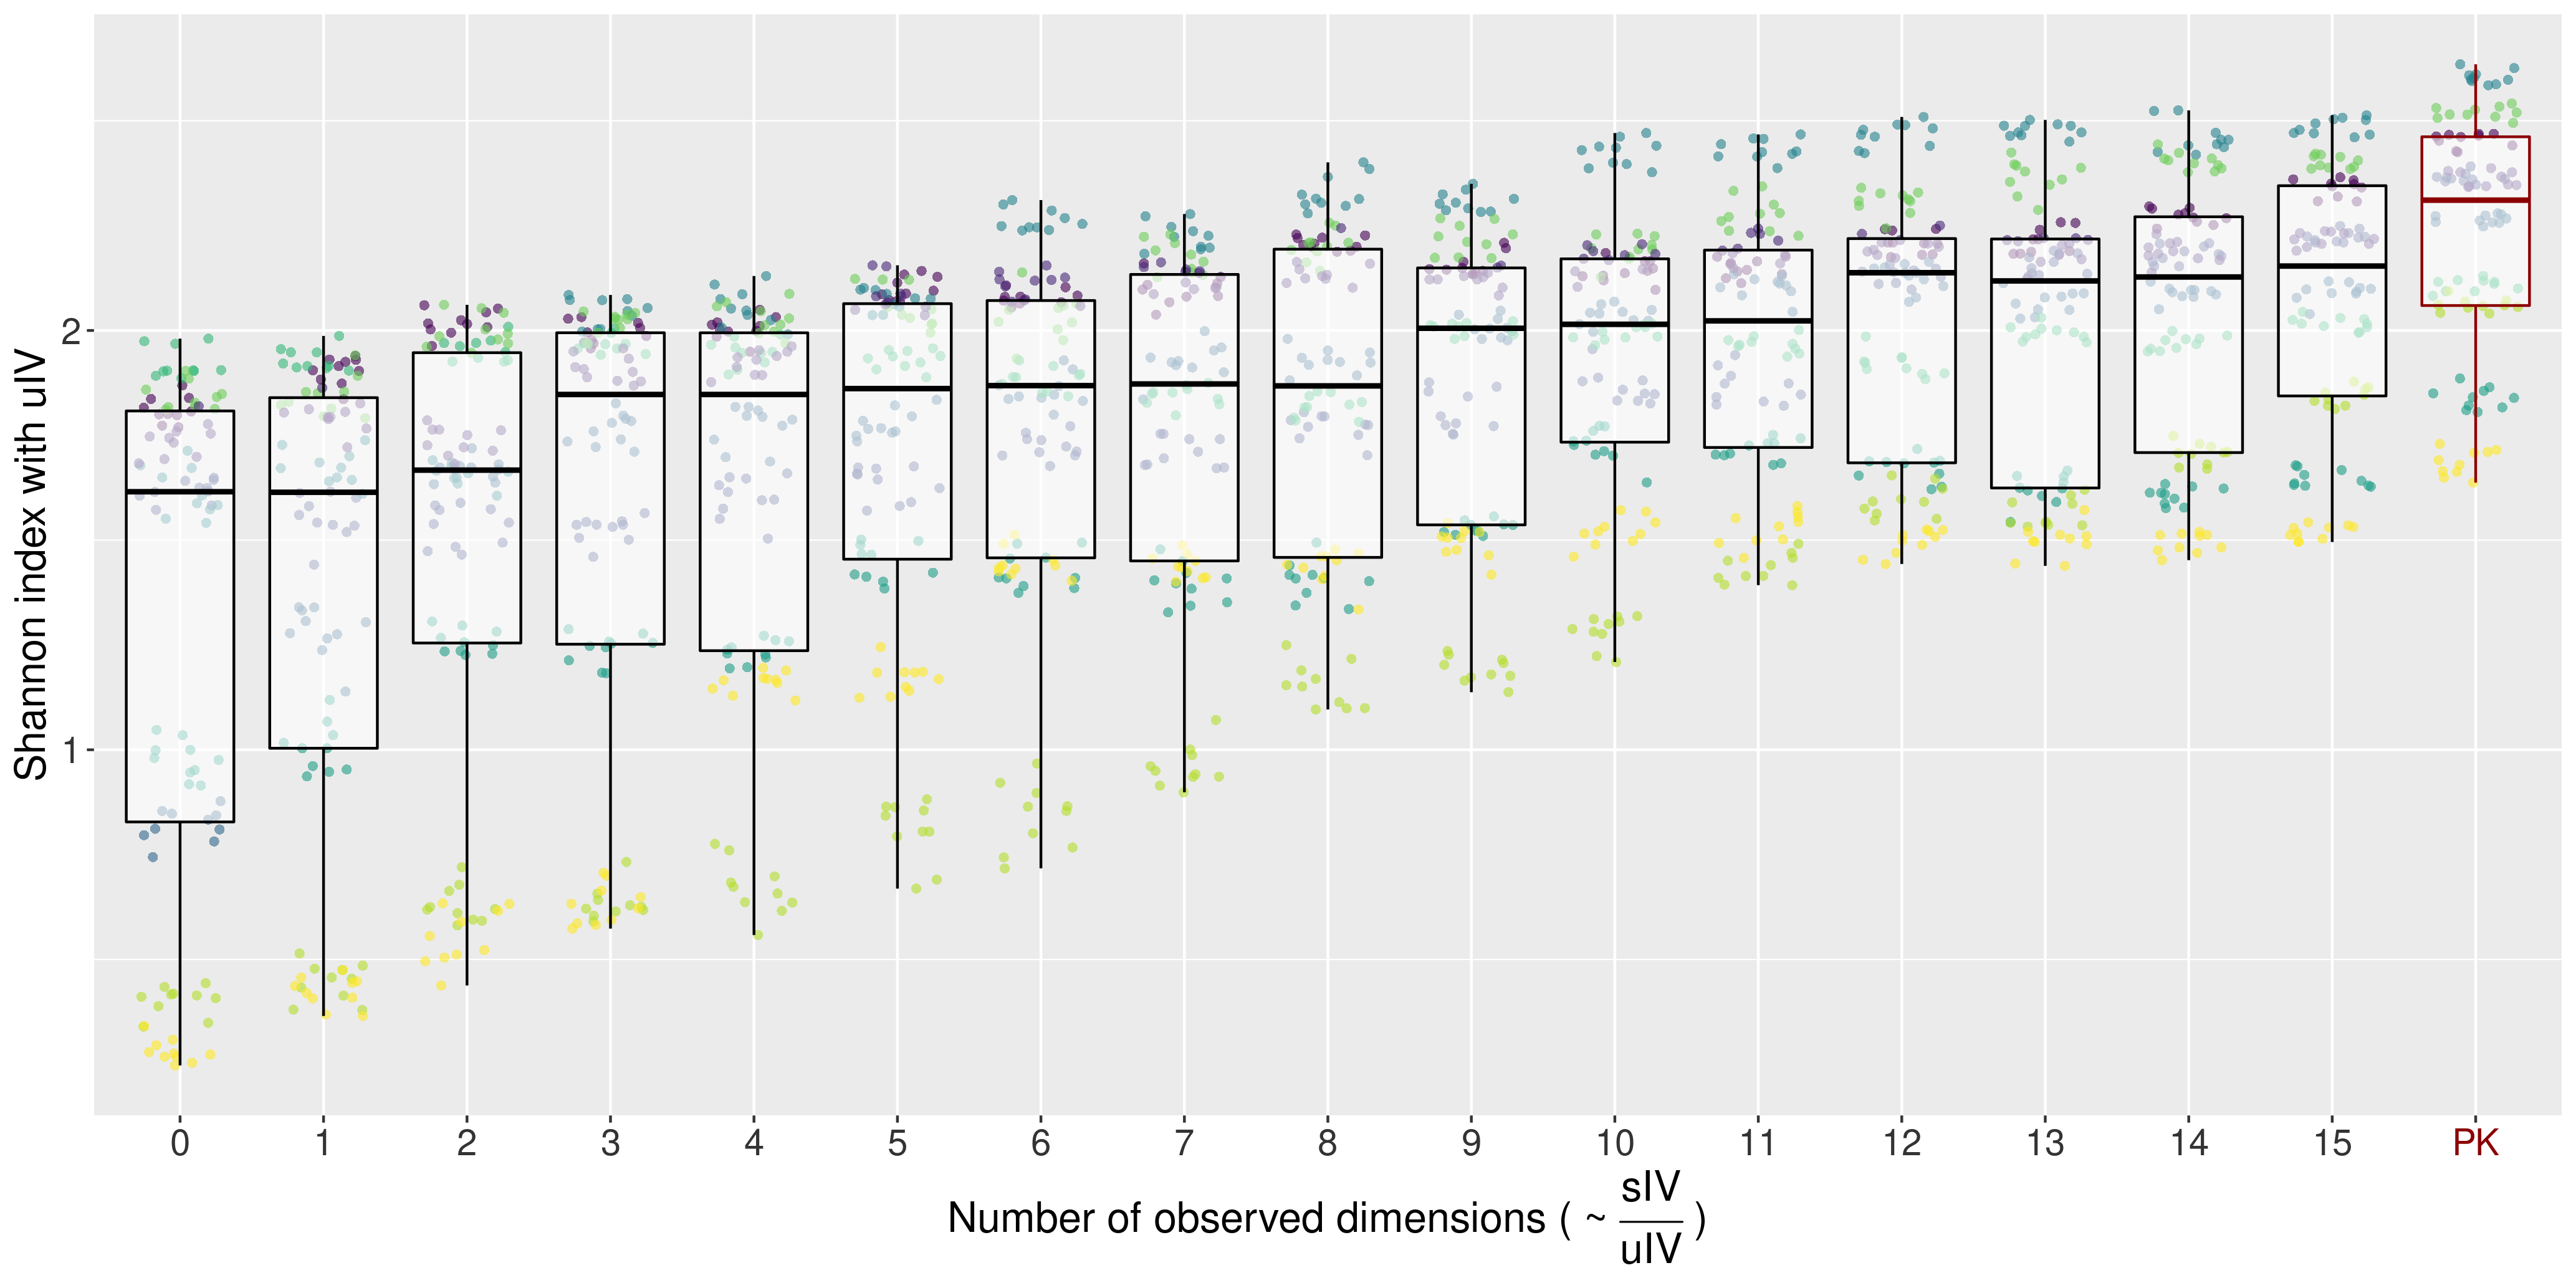 Shannon index with uIV
2
1
0 1 2 3 4 5 6 7 8 9 10 11 12 13 14 15 PK
Number of observed dimensions ( ~ sIV / uIV )